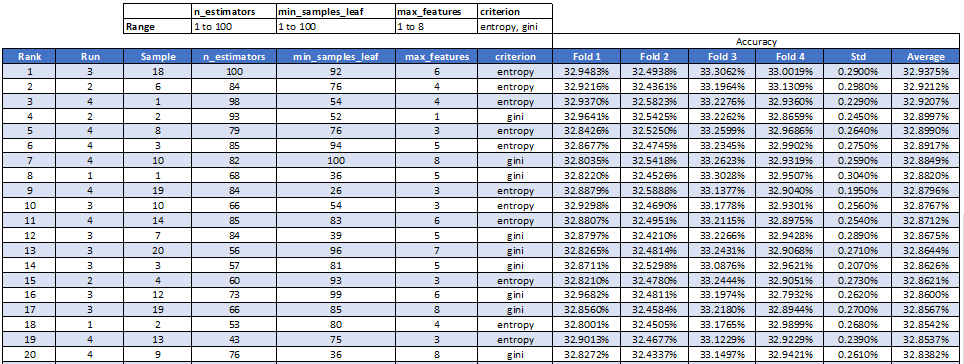 n_estimators min_samples_leaf max_features criterion
Range 1 to 100 1 to 100 1 to 8 entropy, gini
Accuracy
Rank Run Sample n_estimators min_samples_leaf max_features criterion Fold 1 Fold 2 Fold 3 Fold 4 Std Average
1 3 18 100 92 6 entropy 32.9483% 32.4938% 33.3062% 33.0019% 0.2900% 32.9375%
2 2 6 84 76 4 entropy 32.9216% 32.4361% 33.1964% 33.1309% 0.2980% 32.9212%
3 4 1 98 54 4 entropy 32.9370% 32.5823% 33.2276% 32.9360% 0.2290% 32.9207%
4 2 2 93 52 1 gini 32.9641% 32.5425% 33.2262% 32.8659% 0.2450% 32.8997%
5 4 8 79 76 3 entropy 32.8426% 32.5250% 33.2599% 32.9686% 0.2640% 32.8990%
6 4 3 85 94 5 entropy 32.8677% 32.4745% 33.2345% 32.9902% 0.2750% 32.8917%
7 4 10 82 100 8 gini 32.8035% 32.5418% 33.2623% 32.9319% 0.2590% 32.8849%
8 1 1 68 36 5 gini 32.8220% 32.4526% 33.3028% 32.9507% 0.3040% 32.8820%
9 4 19 84 26 3 entropy 32.8879% 32.5888% 33.1377% 32.9040% 0.1950% 32.8796%
10 3 10 66 54 3 entropy 32.9298% 32.4690% 33.1778% 32.9301% 0.2560% 32.8767%
11 4 14 85 83 6 entropy 32.8807% 32.4951% 33.2115% 32.8975% 0.2540% 32.8712%
12 3 7 84 39 5 gini 32.8797% 32.4210% 33.2266% 32.9428% 0.2890% 32.8675%
13 3 20 56 96 7 gini 32.8265% 32.4814% 33.2431% 32.9068% 0.2710% 32.8644%
14 3 3 57 81 5 gini 32.8711% 32.5298% 33.0876% 32.9621% 0.2070% 32.8626%
15 2 4 60 93 3 entropy 32.8210% 32.4780% 33.2444% 32.9051% 0.2730% 32.8621%
16 3 12 73 99 6 gini 32.9682% 32.4811% 33.1974% 32.7932% 0.2620% 32.8600%
17 3 19 66 85 8 gini 32.8560% 32.4584% 33.2180% 32.8944% 0.2700% 32.8567%
18 1 2 53 80 4 entropy 32.8001% 32.4505% 33.1765% 32.9899% 0.2680% 32.8542%
19 4 13 43 75 3 entropy 32.9013% 32.4677% 33.1229% 32.9229% 0.2390% 32.8537%
20 4 9 76 36 8 gini 32.8272% 32.4337% 33.1497% 32.9421% 0.2610% 32.8382%